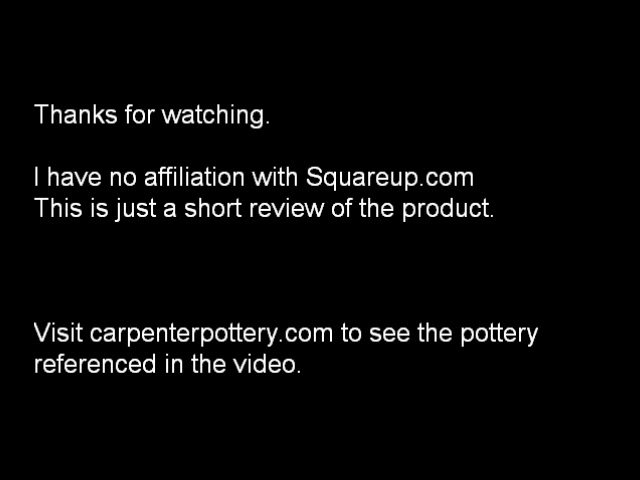 Thanks for watching.
I have no affiliation with Squareup.com
This is just a short review of the product.
Visit carpenterpottery.com to see the pottery
referenced in the video.